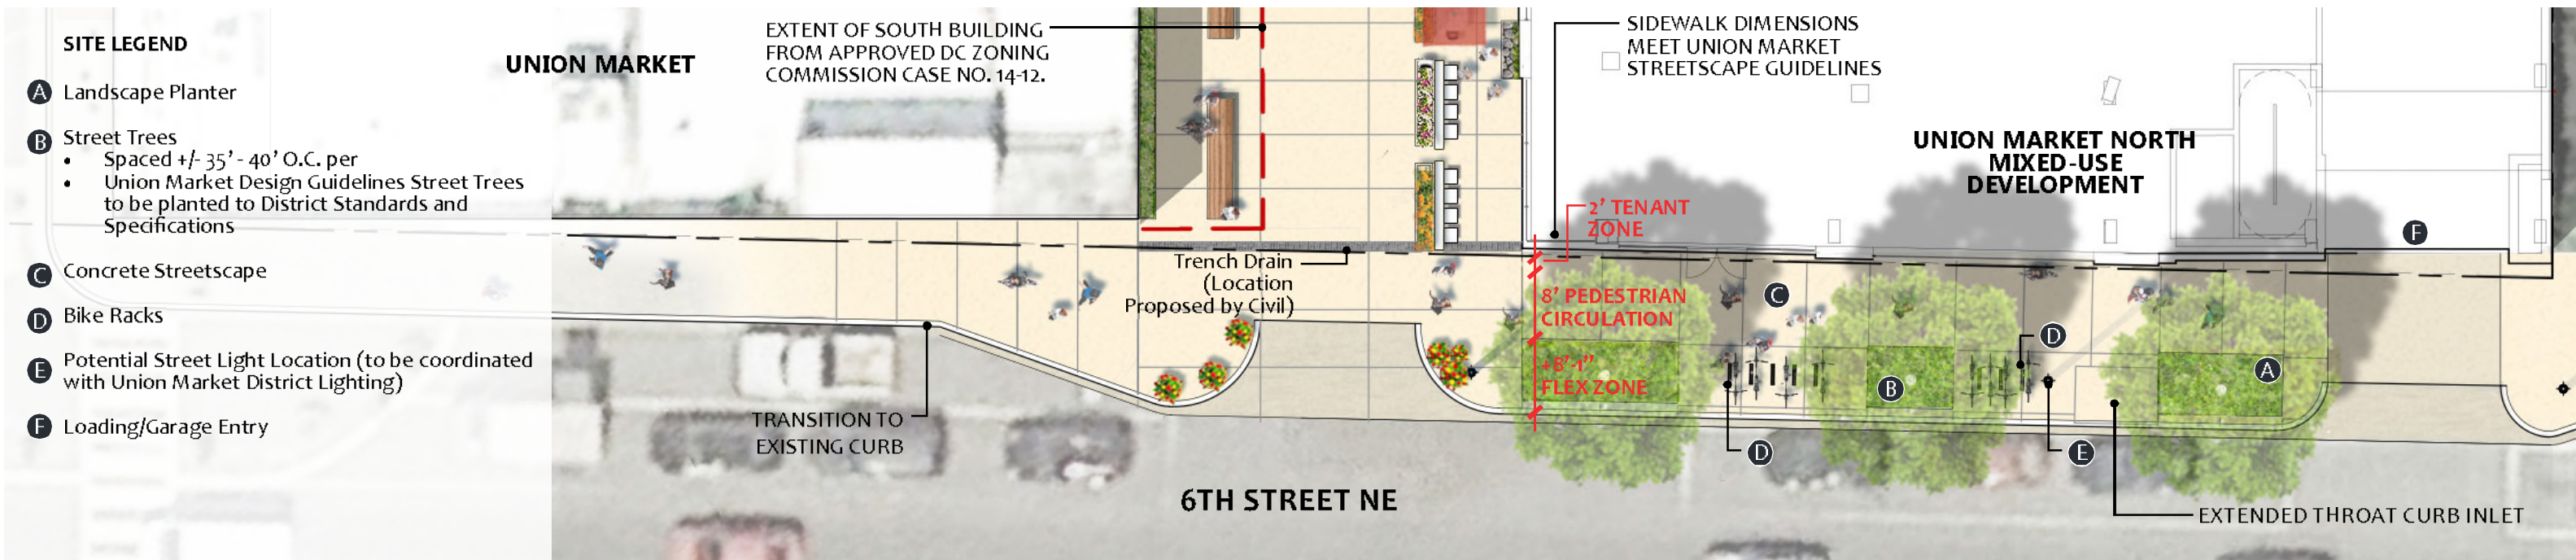 SITE LEGEND
A Landscape Planter
B Street Trees
• Spaced +/- 35' - 40' O.C. per
• Union Market Design Guidelines Street Trees
to be planted to District Standards and
Specifications
C Concrete Streetscape
D Bike Racks
E Potential Street Light Location (to be coordinated
with Union Market District Lighting)
F Loading/Garage Entry
UNION MARKET
EXTENT OF SOUTH BUILDING
FROM APPROVED DC ZONING
COMMISSION CASE NO. 14-12.
SIDEWALK DIMENSIONS
MEET UNION MARKET
STREETSCAPE GUIDELINES
UNION MARKET NORTH
MIXED-USE
DEVELOPMENT
2' TENANT
ZONE
F
Trench Drain
(Location
Proposed by Civil)
8' PEDESTRIAN
CIRCULATION
C
D
+8'-1"
FLEX ZONE
B
A
TRANSITION TO
EXISTING CURB
D
E
6TH STREET NE
EXTENDED THROAT CURB INLET